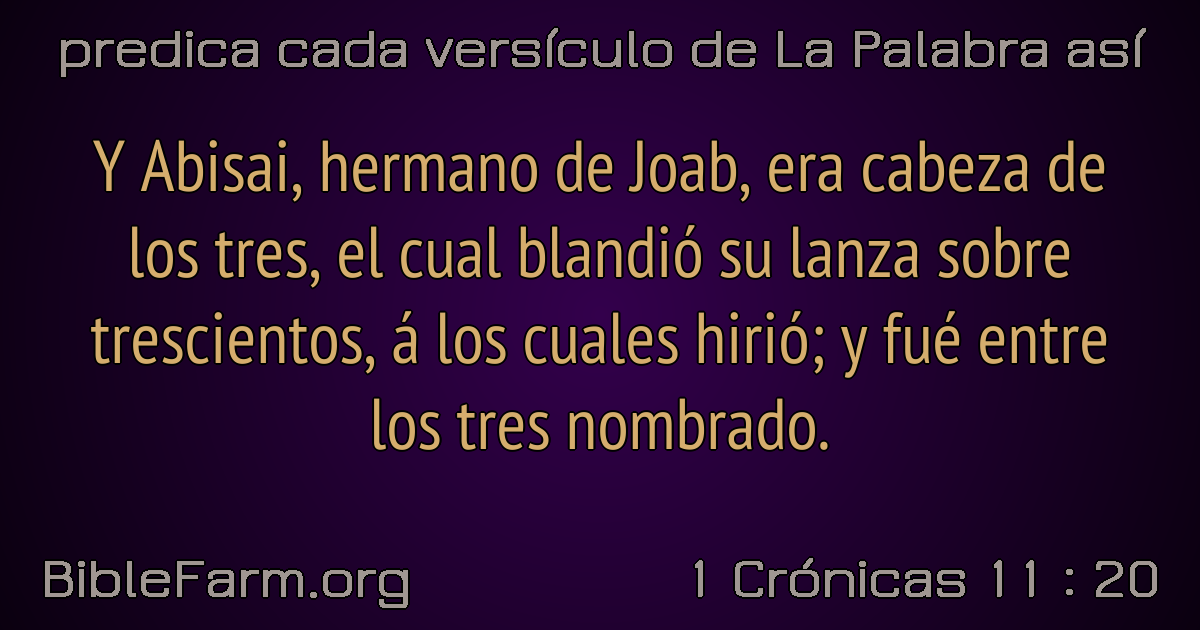 predica cada versículo de La Palabra así
Y Abisai, hermano de Joab, era cabeza de
los tres, el cual blandió su lanza sobre
trescientos, á los cuales hirió; y fué entre
los tres nombrado.
BibleFarm.org
1 Crónicas 11 : 20